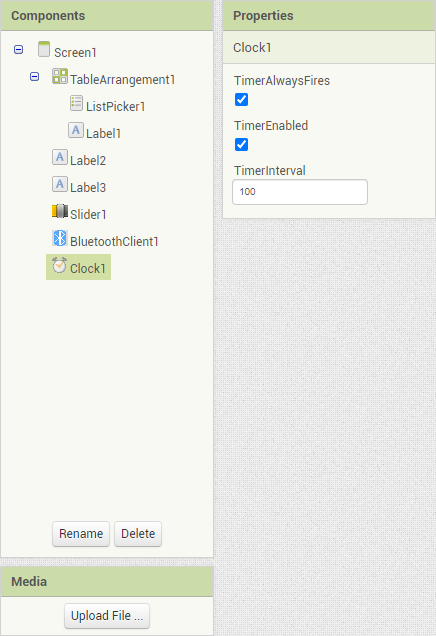 Components
Screen1
TableArrangement1
ListPicker1
Label1
Label2
Label3
Slider1
BluetoothClient1
Clock1
Rename Delete
Media
Upload File ...
Properties
Clock1
TimerAlwaysFires
TimerEnabled
TimerInterval
100